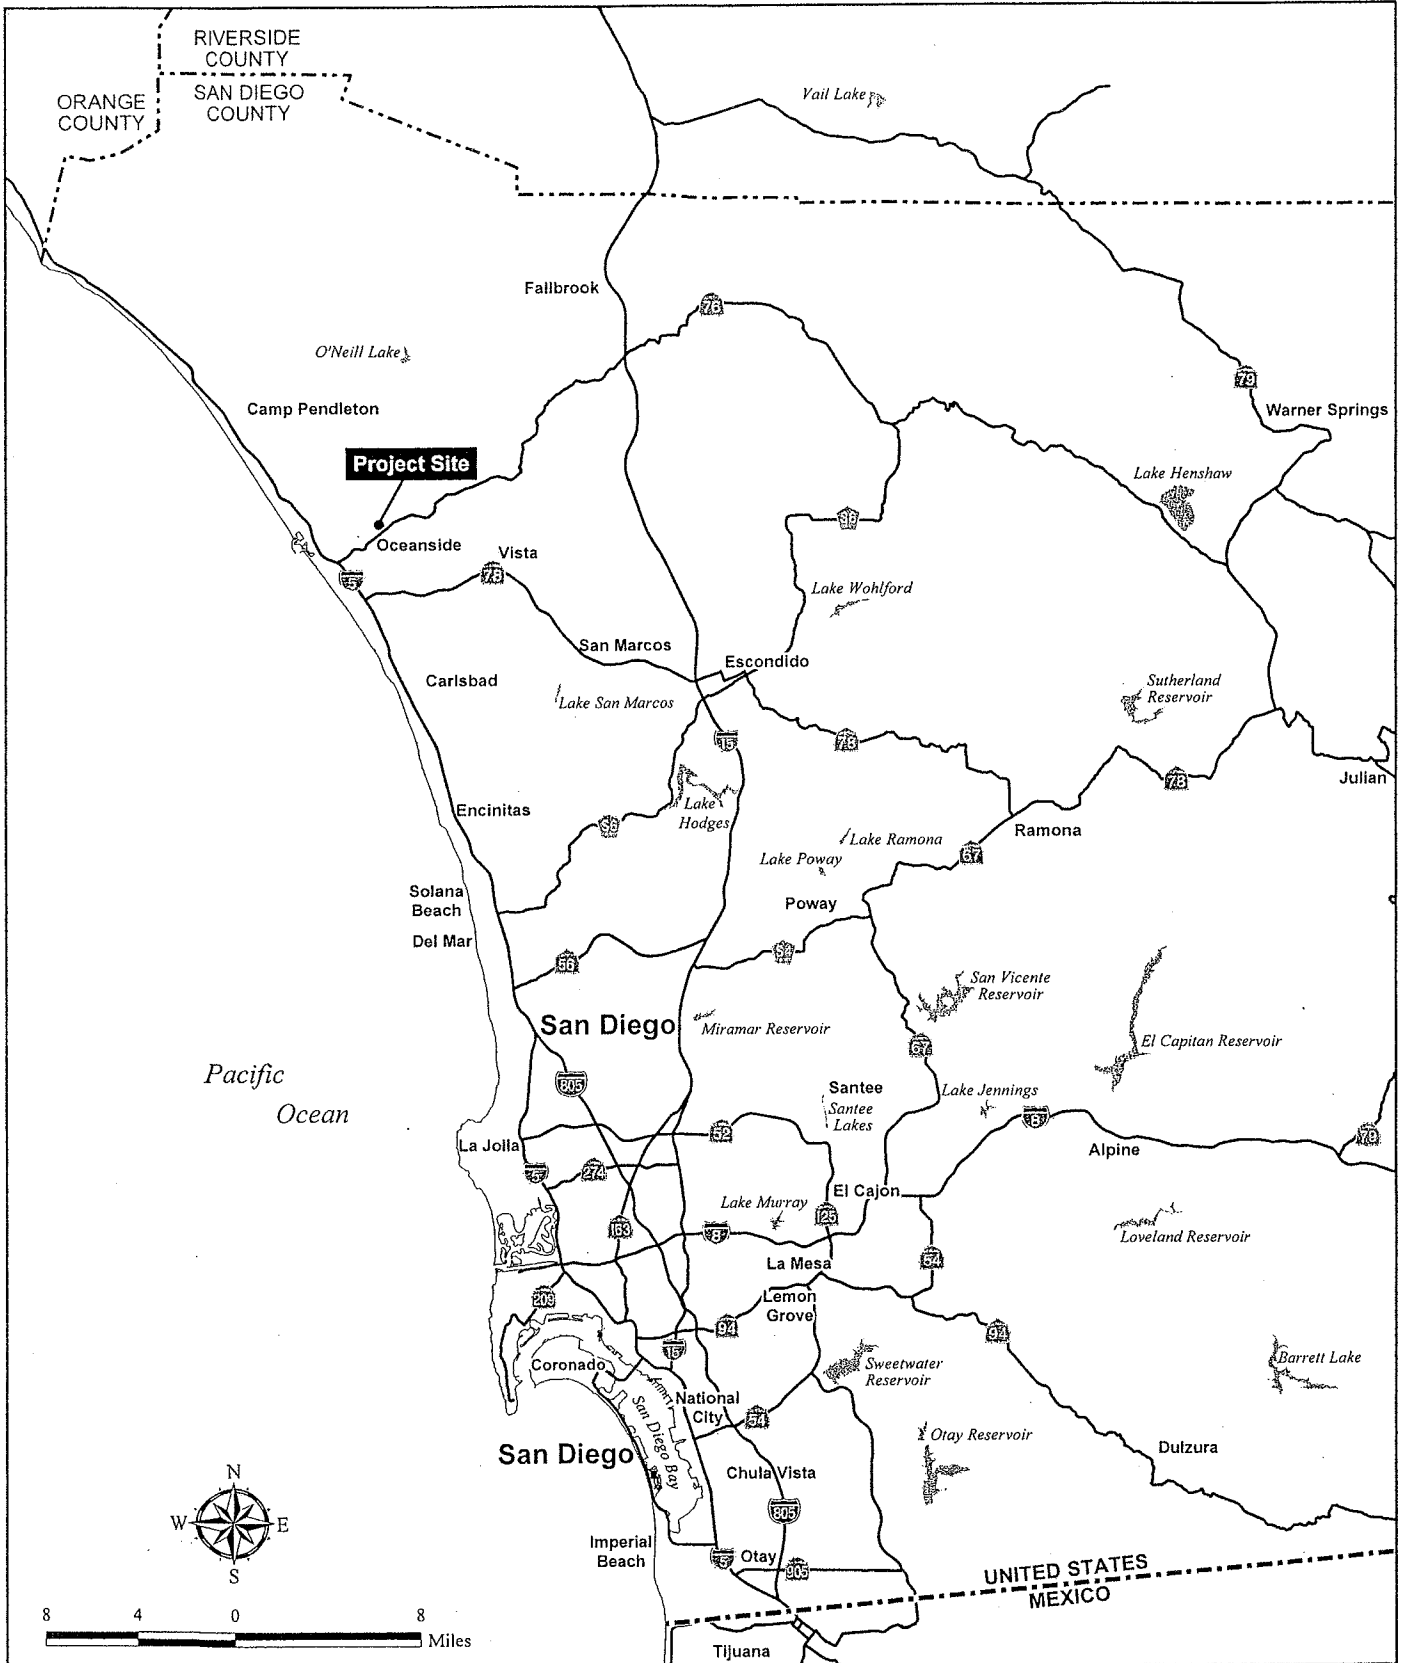 RIVERSIDE
COUNTY
SAN DIEGO
COUNTY
ORANGE
COUNTY
Vail Lake
Fallbrook
76
O'Neill Lake
79
Camp Pendleton
Warner Springs
Project Site
Lake Henshaw
S6
Oceanside
Vista
5
78
Lake Wohlford
San Marcos
Escondido
Carlsbad
Lake San Marcos
Sutherland
Reservoir
15
78
78
Julian
Encinitas
Lake
Hodges
S6
Ramona
Lake Ramona
67
Lake Poway
Solana
Beach
Poway
Del Mar
56
San Vicente
Reservoir
San Diego
Miramar Reservoir
67
El Capitan Reservoir
Pacific
Ocean
805
Santee
Santee
Lakes
Lake Jennings
8
52
79
La Jolla
Alpine
5
274
El Cajon
Lake Murray
125
163
8
Loveland Reservoir
54
La Mesa
209
Lemon
Grove
94
94
15
Coronado
Sweetwater
Reservoir
Barrett Lake
National
City
54
San Diego Bay
Otay Reservoir
San Diego
Dulzura
Chula Vista
805
Imperial
Beach
5
Otay
905
UNITED STATES
MEXICO
Tijuana
N
W
E
S
8 4 0 8
Miles